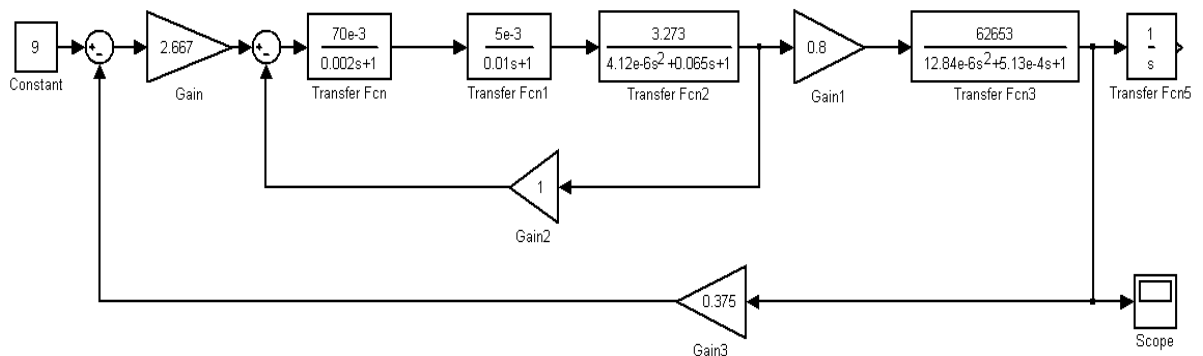 9
Constant
+
-
2.667
Gain
+
-
70e-3
0.002s+1
Transfer Fcn
5e-3
0.01s+1
Transfer Fcn1
3.273
4.12e-6s²+0.065s+1
Transfer Fcn2
0.8
Gain1
62653
12.84e-6s²+5.13e-4s+1
Transfer Fcn3
1
s
Transfer Fcn5
1
Gain2
0.375
Gain3
Scope